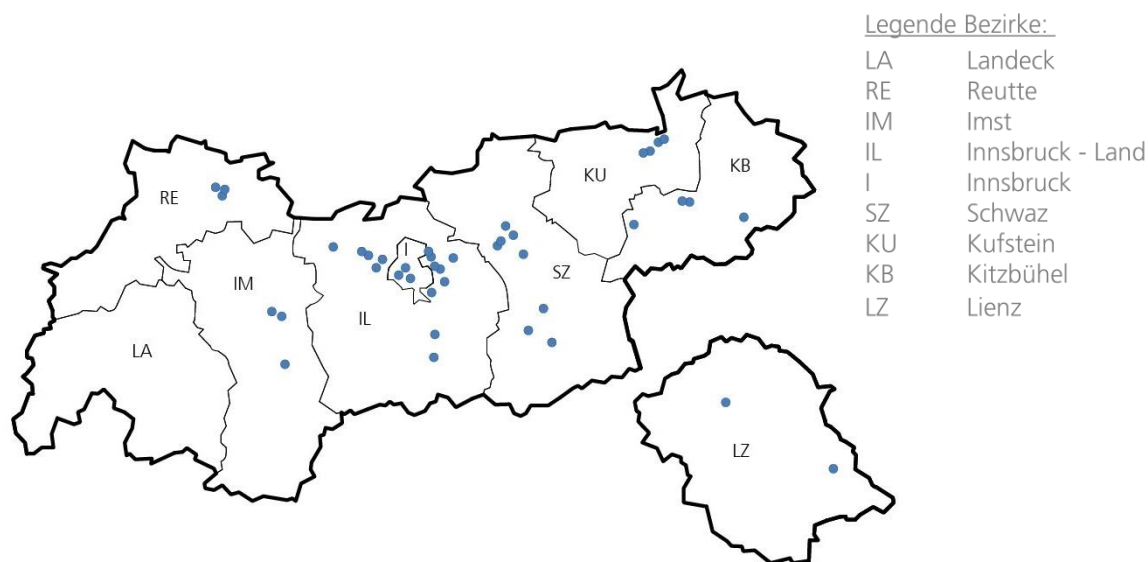 Legende Bezirke:
LA Landeck
RE Reutte
IM Imst
IL Innsbruck - Land
I Innsbruck
SZ Schwaz
KU Kufstein
KB Kitzbühel
LZ Lienz
KB
KU
RE
I
SZ
IM
IL
LA
LZ